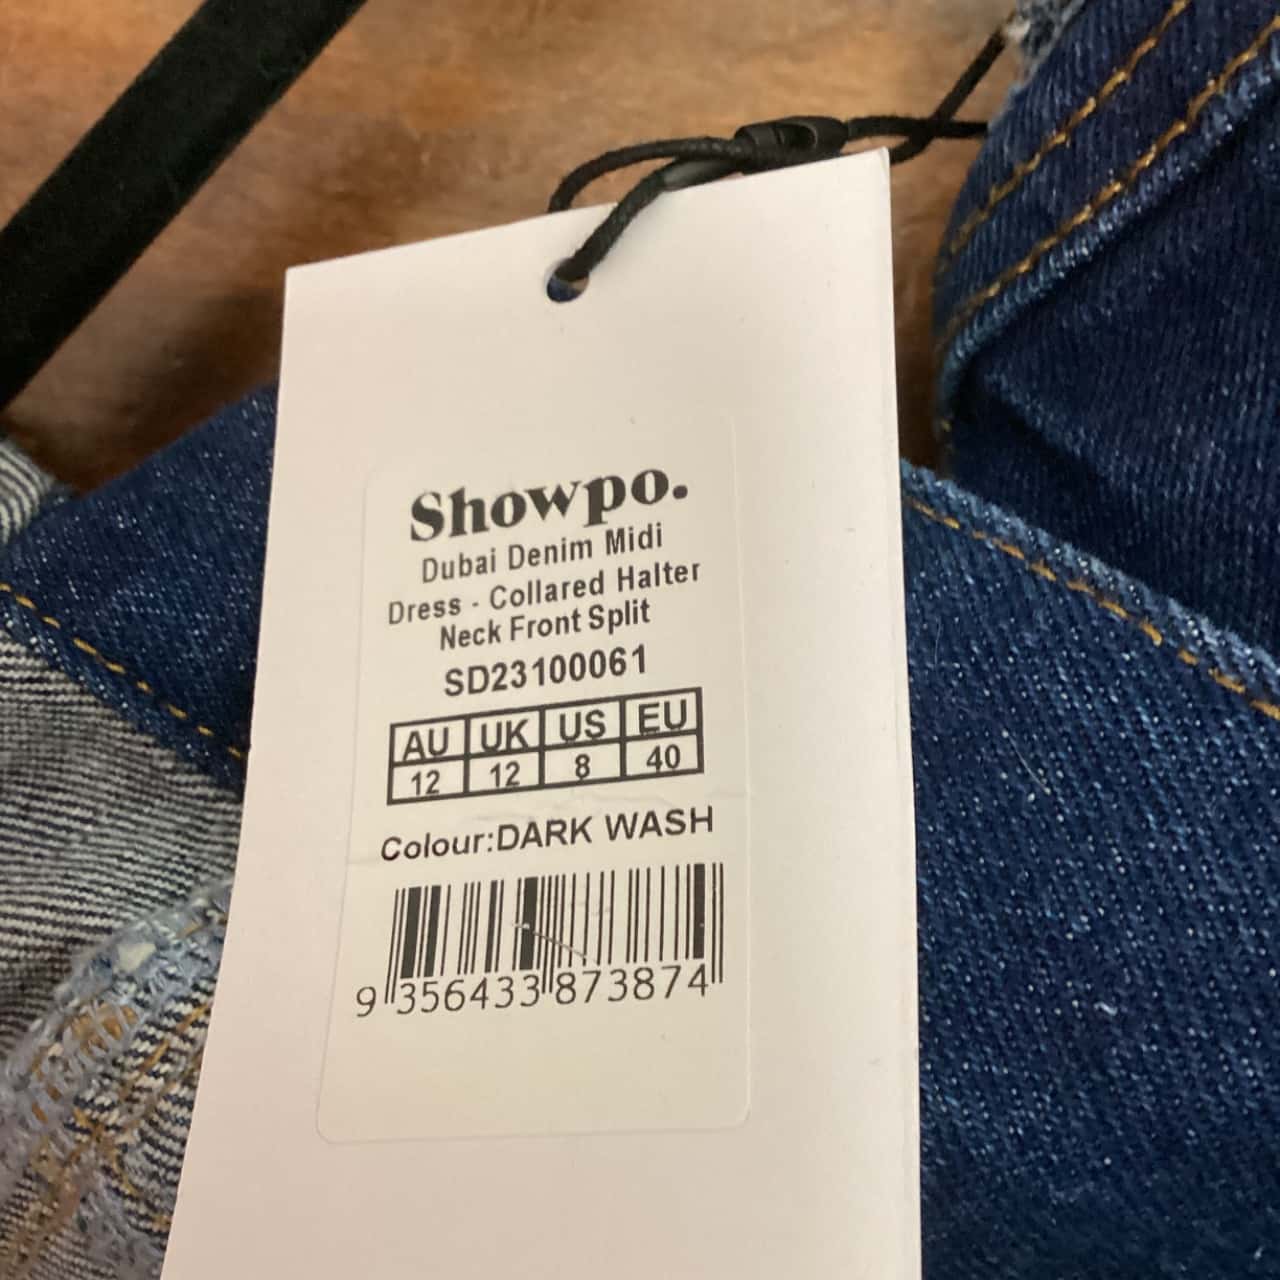 Showpo.
Dubai Denim Midi
Dress - Collared Halter
Neck Front Split
SD23100061
AU UK US EU
12 12 8 40
Colour:DARK WASH
9 356433 873874